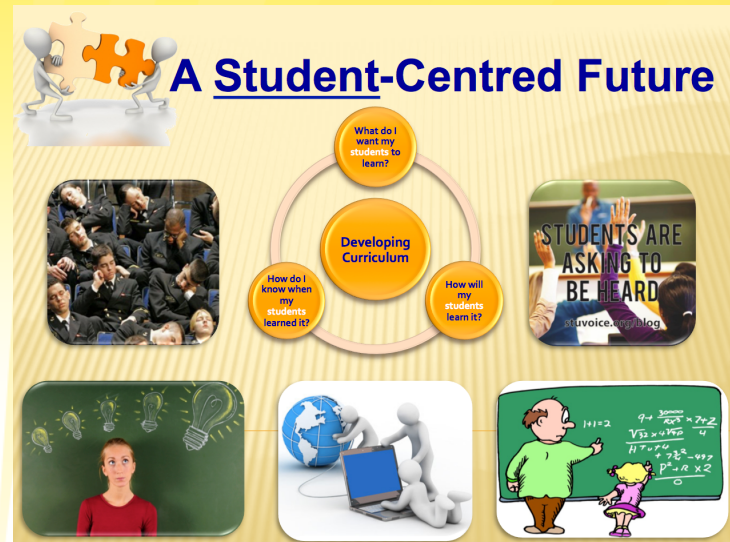 A Student-Centred Future
What do I
want my
students to
learn?
Developing
Curriculum
How do I
know when
my
students
learned it?
How will
my
students
learn it?
STUDENTS ARE
ASKING TO
BE HEARD
stuvoice.org/blog
1+1=2